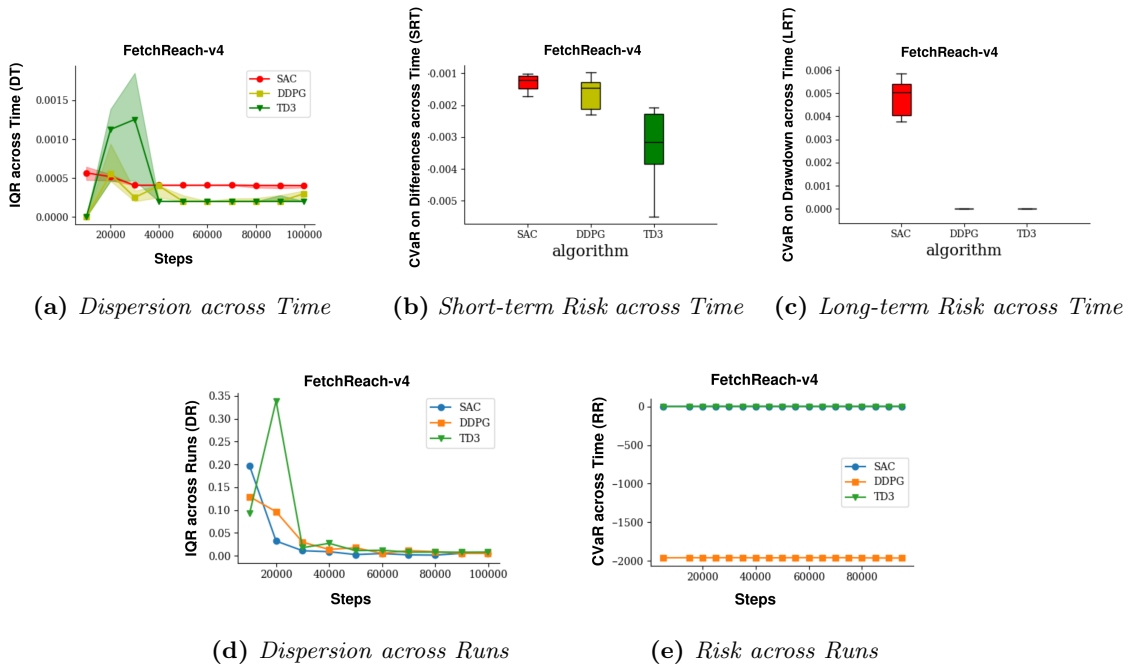 FetchReach-v4
IQR across Time (DT)
0.0015
0.0010
0.0005
0.0000
SAC
DDPG
TD3
20000 40000 60000 80000 100000
Steps
(a) Dispersion across Time
FetchReach-v4
CVaR on Differences across Time (SRT)
-0.001
-0.002
-0.003
-0.004
-0.005
SAC DDPG TD3
algorithm
(b) Short-term Risk across Time
FetchReach-v4
CVaR on Drawdown across Time (LRT)
0.006
0.005
0.004
0.003
0.002
0.001
0.000
SAC DDPG TD3
algorithm
(c) Long-term Risk across Time
FetchReach-v4
IQR across Runs (DR)
0.35
0.30
0.25
0.20
0.15
0.10
0.05
0.00
SAC
DDPG
TD3
20000 40000 60000 80000 100000
Steps
(d) Dispersion across Runs
FetchReach-v4
CVaR across Time (RR)
0
−500
−1000
−1500
−2000
SAC
DDPG
TD3
20000 40000 60000 80000
Steps
(e) Risk across Runs